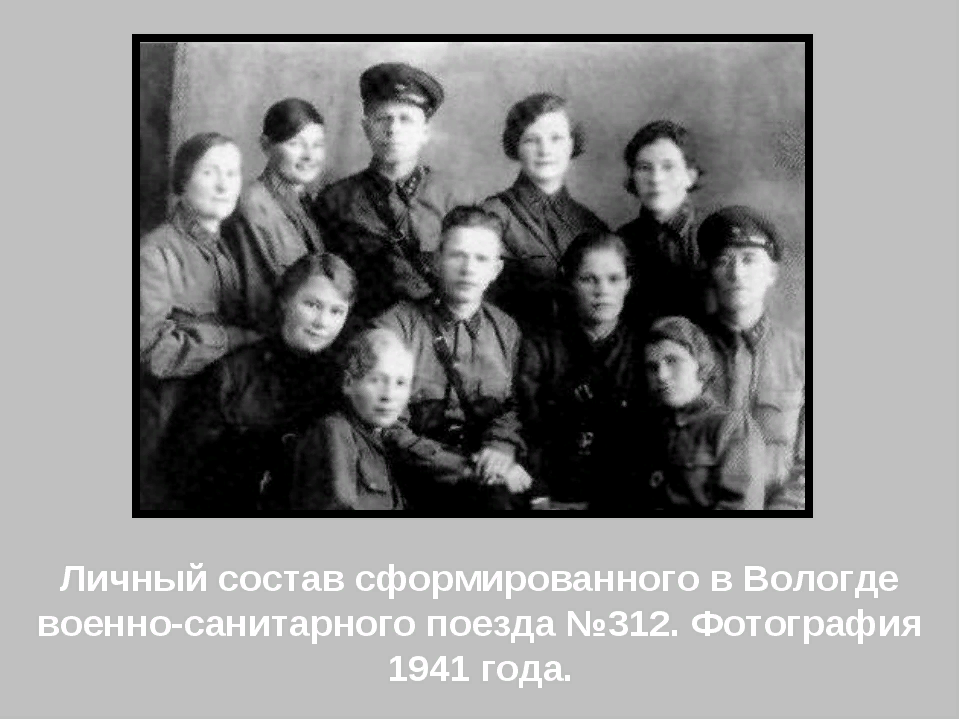 Личный состав сформированного в Вологде
военно-санитарного поезда №312. Фотография
1941 года.